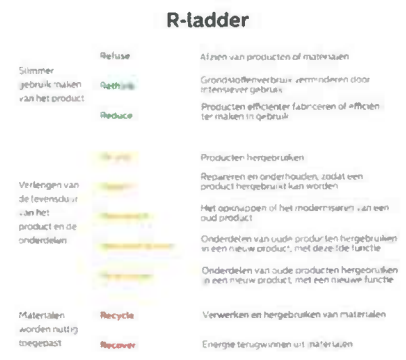 R-ladder
Slimmer
gebruik maken
van het product
Refuse
Afzien van producten of materialen
Rethink
Grondstoffenverbruik verminderen door
intensiever gebruik
Reduce
Producten efficiënter fabriceren of efficiën
ter maken in gebruik
Verlengen van
de levensduur
van het
product en de
onderdelen
Producten hergebruiken
Repareren en onderhouden, zodat een
product hergebruikt kan worden
Het opknappen of het moderniseren van een
oud product
Onderdelen van oude producten hergebruiken
in een nieuw product, met dezelfde functie
Onderdelen van oude producten hergebruiken
in een nieuw product, met een nieuwe functie
Materialen
worden nuttig
toegepast
Recycle
Verwerken en hergebruiken van materialen
Recover
Energie terugwinnen uit materialen